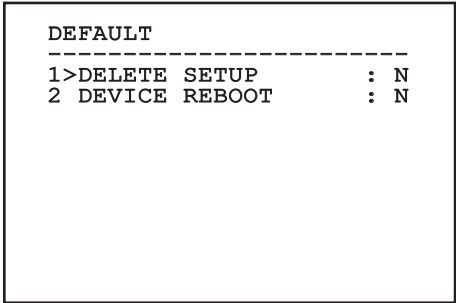 DEFAULT
------------------------
1>DELETE SETUP : N
2 DEVICE REBOOT : N